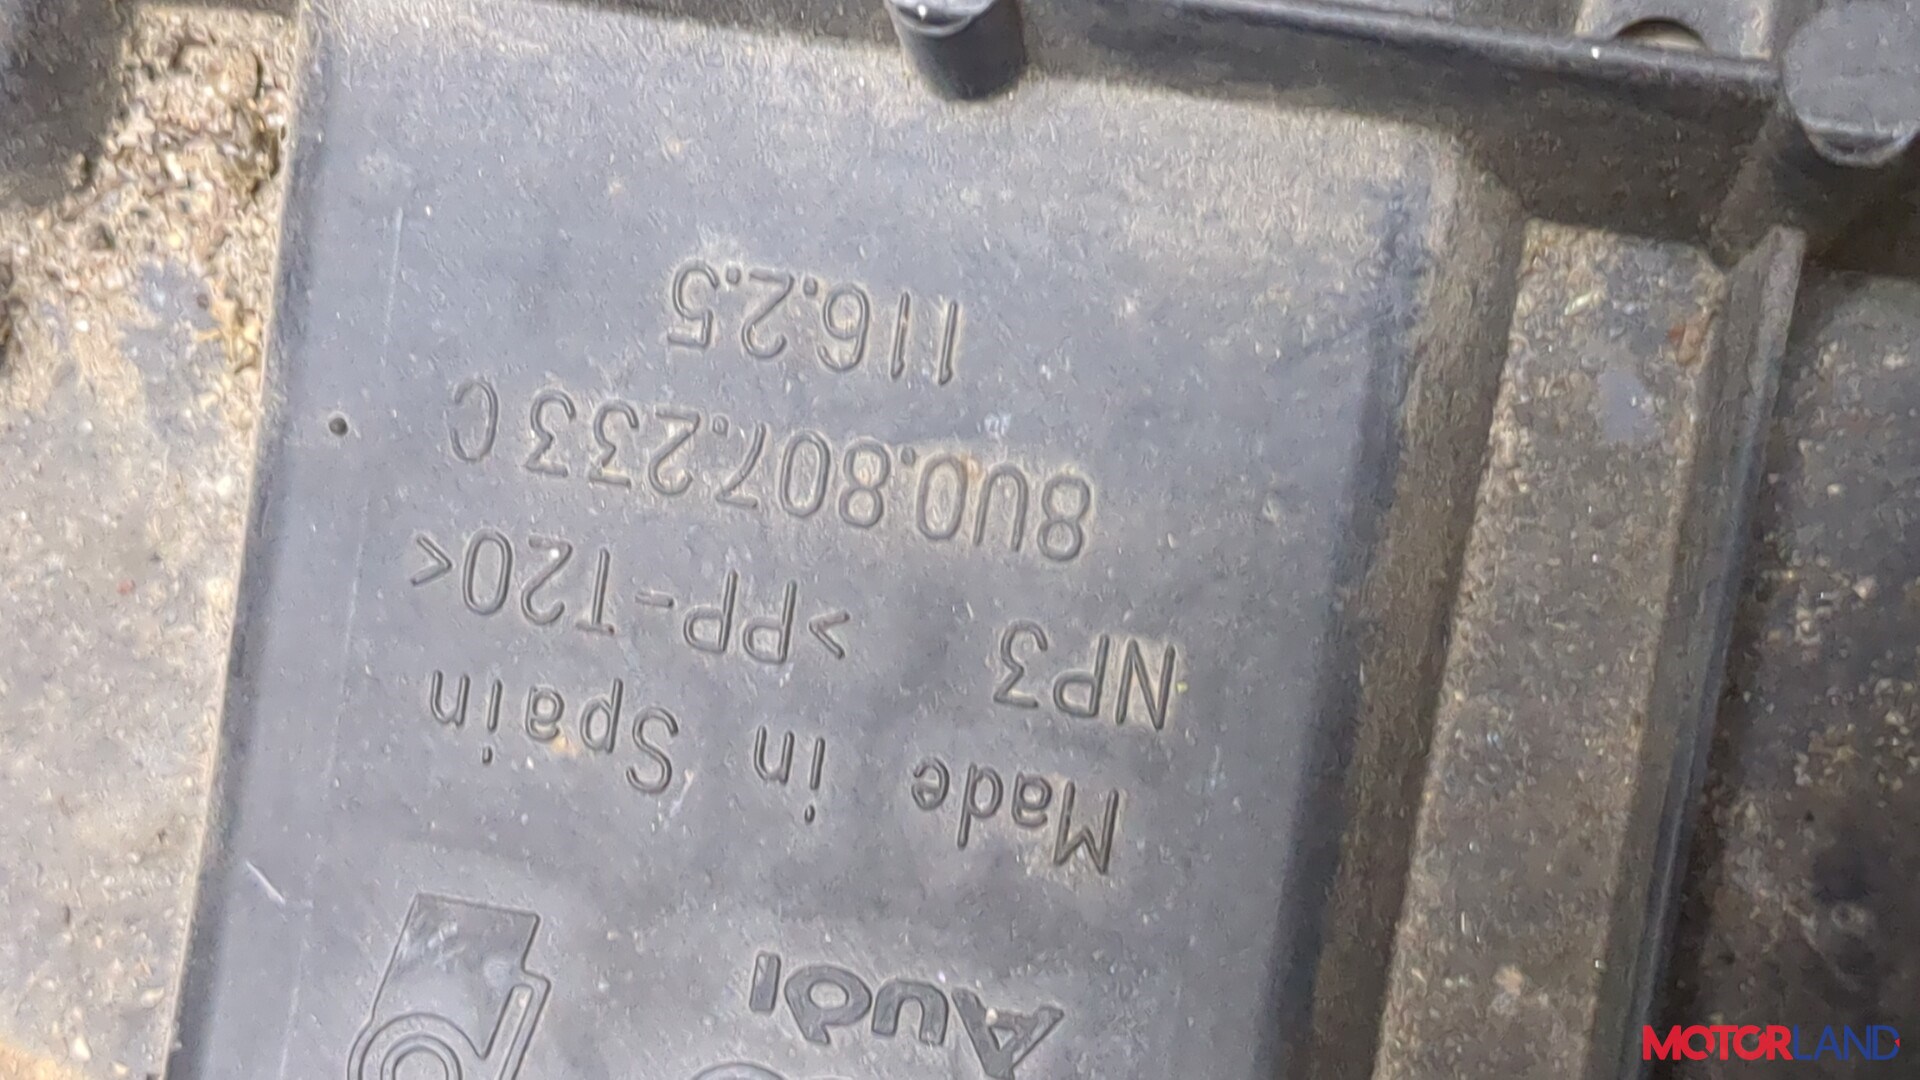 Audi
Made in Spain
NP3 >PP-T20<
8U0.807.233 C
116.2.5
MOTORLAND